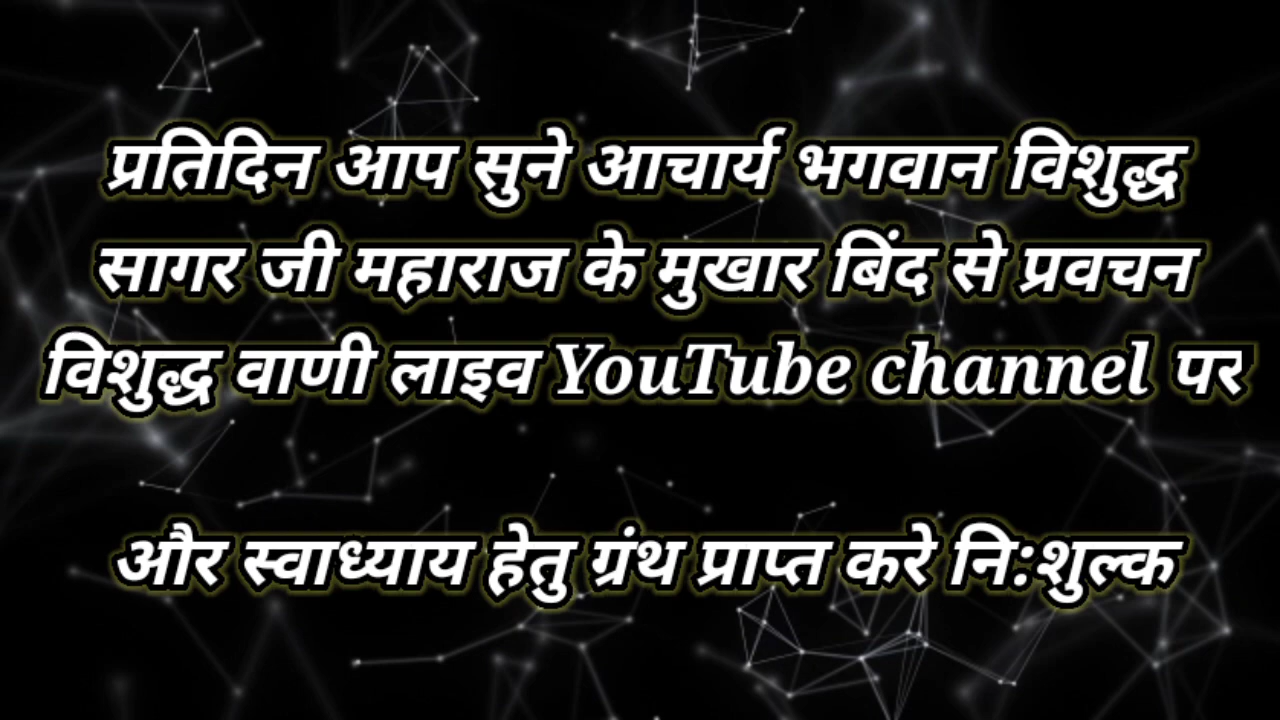 प्रतिदिन आप सुने आचार्य भगवान विशुद्ध
सागर जी महाराज के मुखार बिंद से प्रवचन
विशुद्ध वाणी लाइव YouTube channel पर
और स्वाध्याय हेतु ग्रंथ प्राप्त करे नि:शुल्क